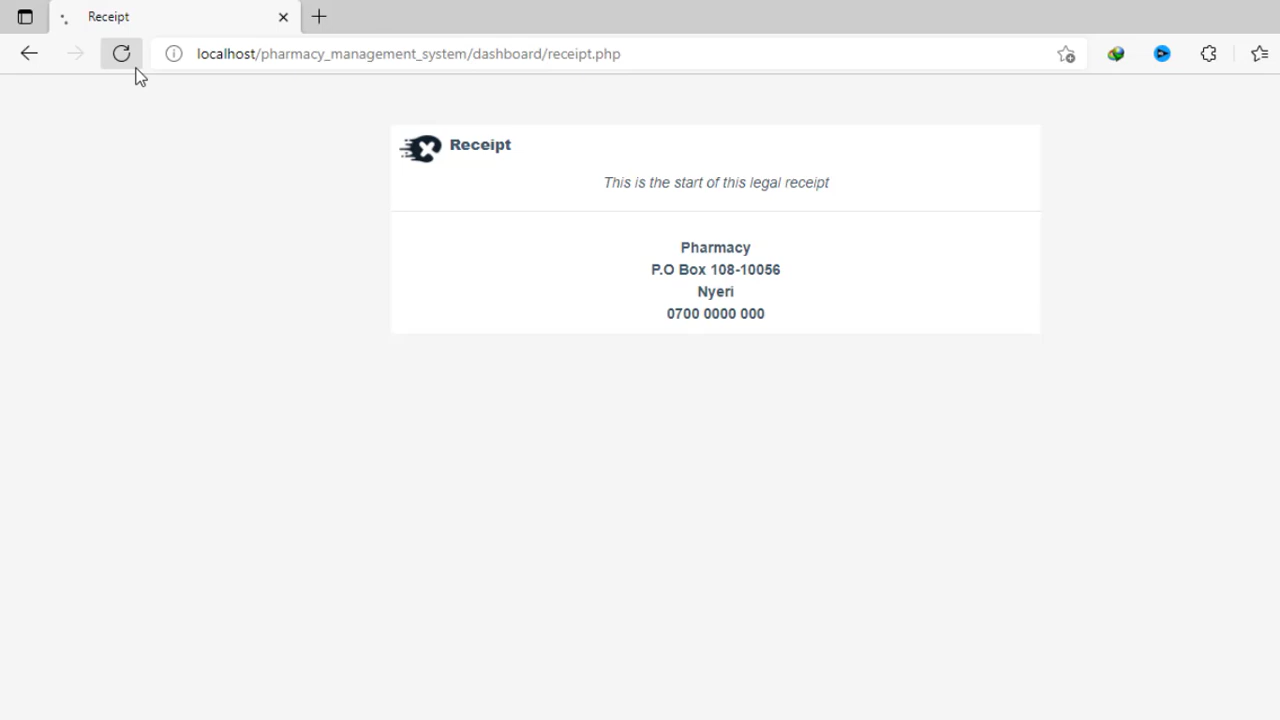 Receipt
localhost/pharmacy_management_system/dashboard/receipt.php
Receipt
This is the start of this legal receipt
Pharmacy
P.O Box 108-10056
Nyeri
0700 0000 000